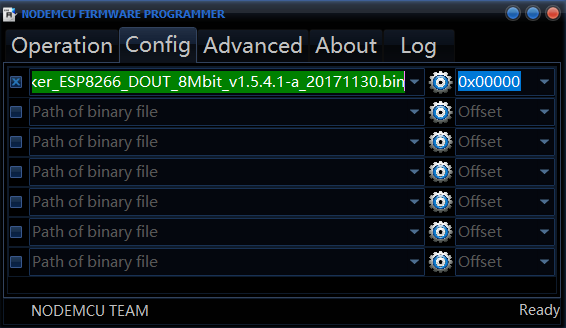 NODEMCU FIRMWARE PROGRAMMER
Operation Config Advanced About Log
ker_ESP8266_DOUT_8Mbit_v1.5.4.1-a_20171130.bin 0x00000
Path of binary file Offset
Path of binary file Offset
Path of binary file Offset
Path of binary file Offset
Path of binary file Offset
Path of binary file Offset
NODEMCU TEAM Ready